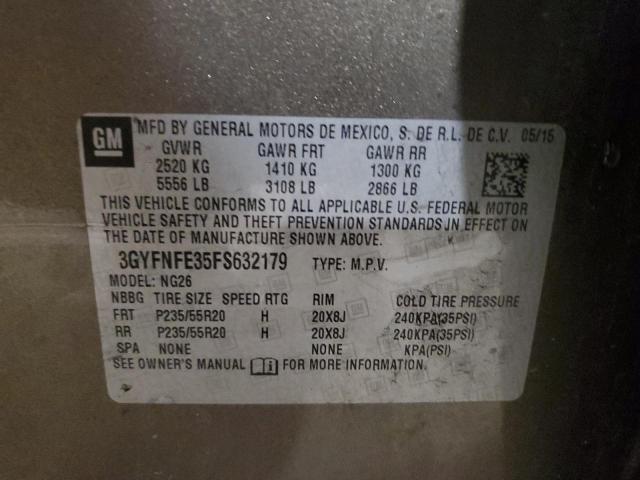 GM MFD BY GENERAL MOTORS DE MEXICO, S. DE R.L. DE C.V. 05/15
GVWR GAWR FRT GAWR RR
2520 KG 1410 KG 1300 KG
5556 LB 3108 LB 2866 LB
THIS VEHICLE CONFORMS TO ALL APPLICABLE U.S. FEDERAL MOTOR
VEHICLE SAFETY AND THEFT PREVENTION STANDARDS IN EFFECT ON
THE DATE OF MANUFACTURE SHOWN ABOVE.
3GYFNFE35FS632179 TYPE: M.P.V.
MODEL: NG26
NBBG TIRE SIZE SPEED RTG RIM COLD TIRE PRESSURE
FRT P235/55R20 H 20X8J 240KPA(35PSI)
RR P235/55R20 H 20X8J 240KPA(35PSI)
SPA NONE NONE KPA(PSI)
SEE OWNER'S MANUAL FOR MORE INFORMATION.